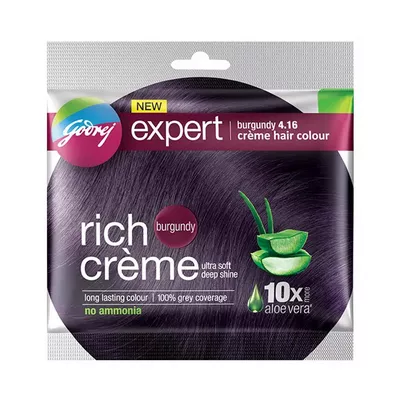 NEW
Godrej
expert
burgundy 4.16
crème hair colour
rich
crème
burgundy
ultra soft
deep shine
long lasting colour | 100% grey coverage
no ammonia
10x
more
aloe vera*